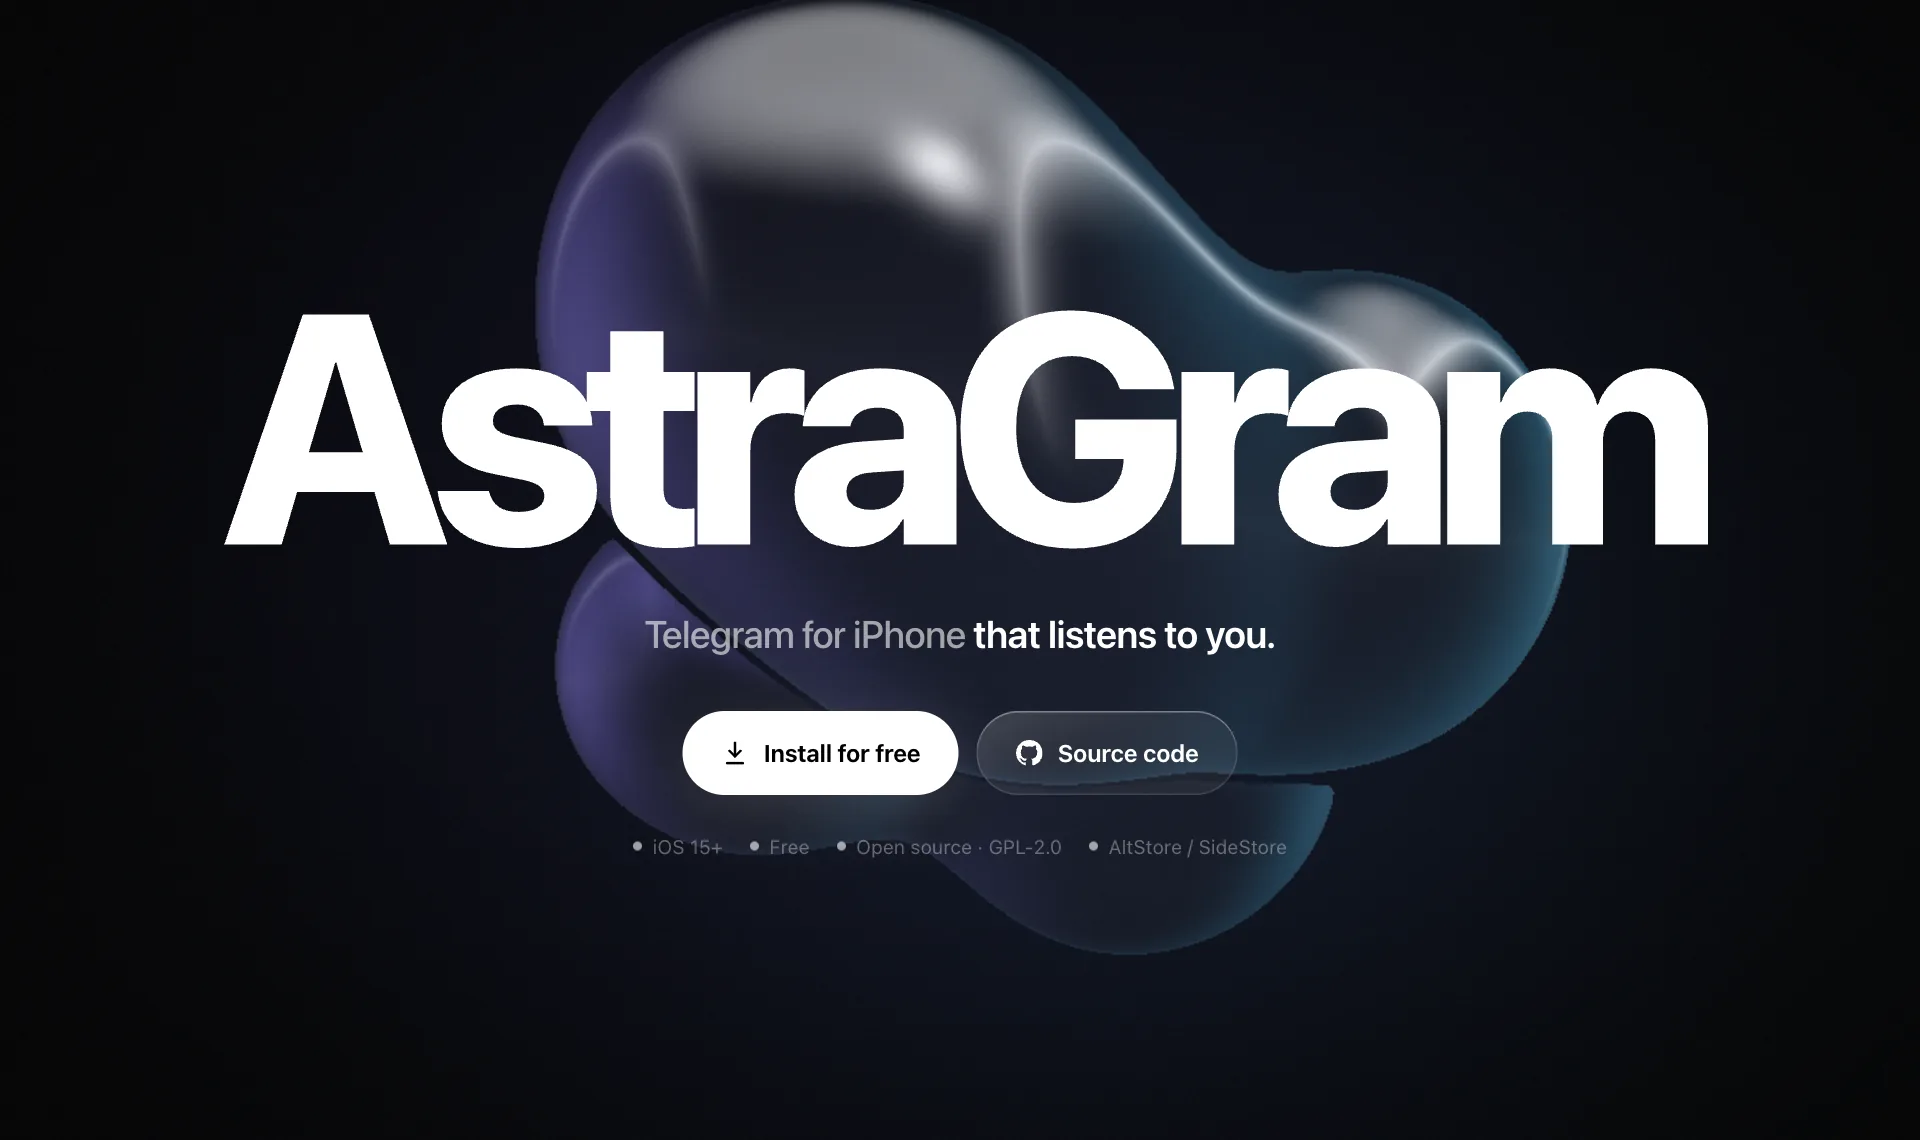 AstraGram
Telegram for iPhone that listens to you.
Install for free
Source code
iOS 15+
Free
Open source · GPL-2.0
AltStore / SideStore